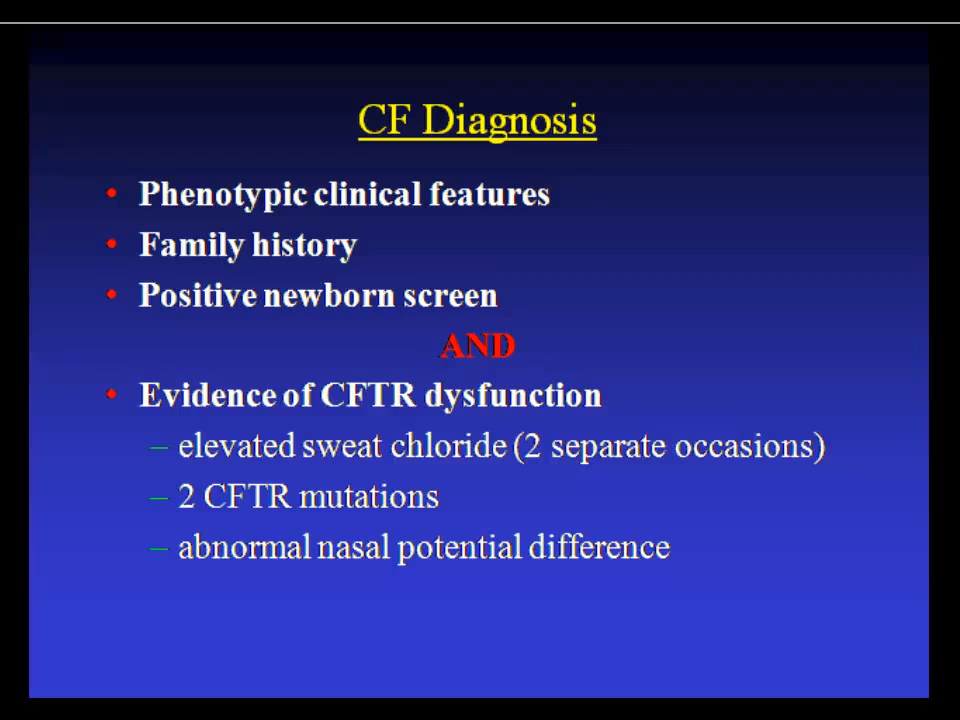 CF Diagnosis
• Phenotypic clinical features
• Family history
• Positive newborn screen
AND
• Evidence of CFTR dysfunction
– elevated sweat chloride (2 separate occasions)
– 2 CFTR mutations
– abnormal nasal potential difference